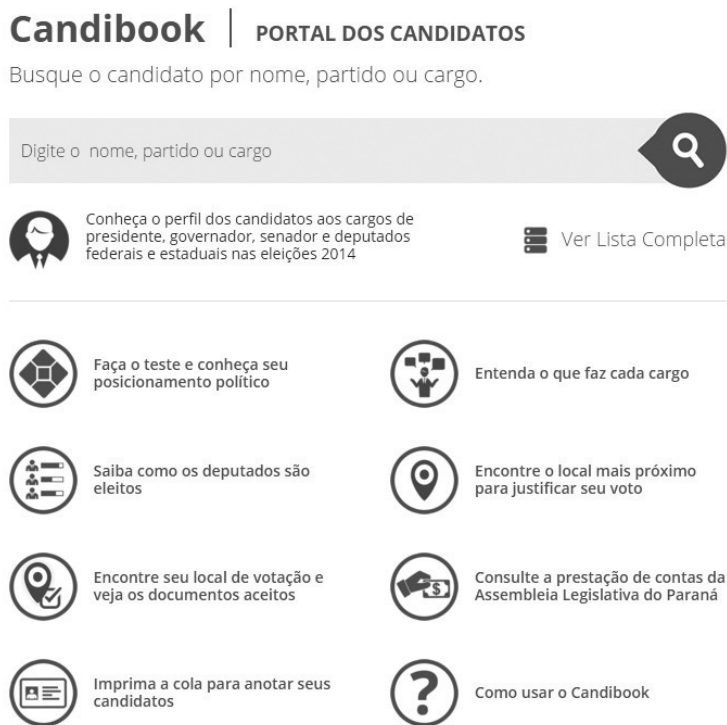 Candibook | PORTAL DOS CANDIDATOS
Busque o candidato por nome, partido ou cargo.
Digite o nome, partido ou cargo
Conheça o perfil dos candidatos aos cargos de
presidente, governador, senador e deputados
federais e estaduais nas eleições 2014
Ver Lista Completa
Faça o teste e conheça seu
posicionamento político
Entenda o que faz cada cargo
Saiba como os deputados são
eleitos
Encontre o local mais próximo
para justificar seu voto
Encontre seu local de votação e
veja os documentos aceitos
Consulte a prestação de contas da
Assembleia Legislativa do Paraná
Imprima a cola para anotar seus
candidatos
Como usar o Candibook